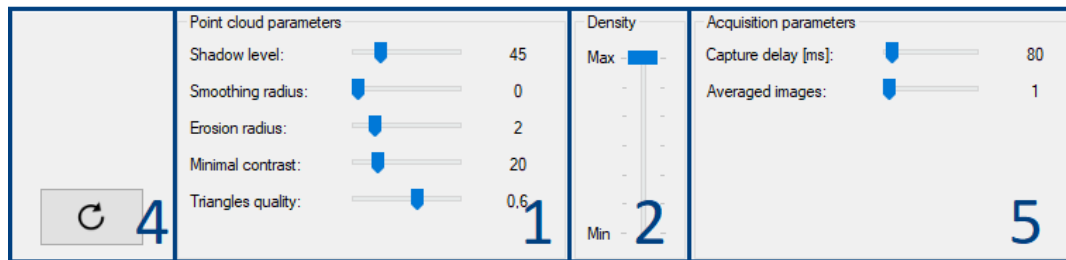 Point cloud parameters
Shadow level: 45
Smoothing radius: 0
Erosion radius: 2
Minimal contrast: 20
Triangles quality: 0,6
Density
Max
Min
Acquisition parameters
Capture delay [ms]: 80
Averaged images: 1
4
1
2
5